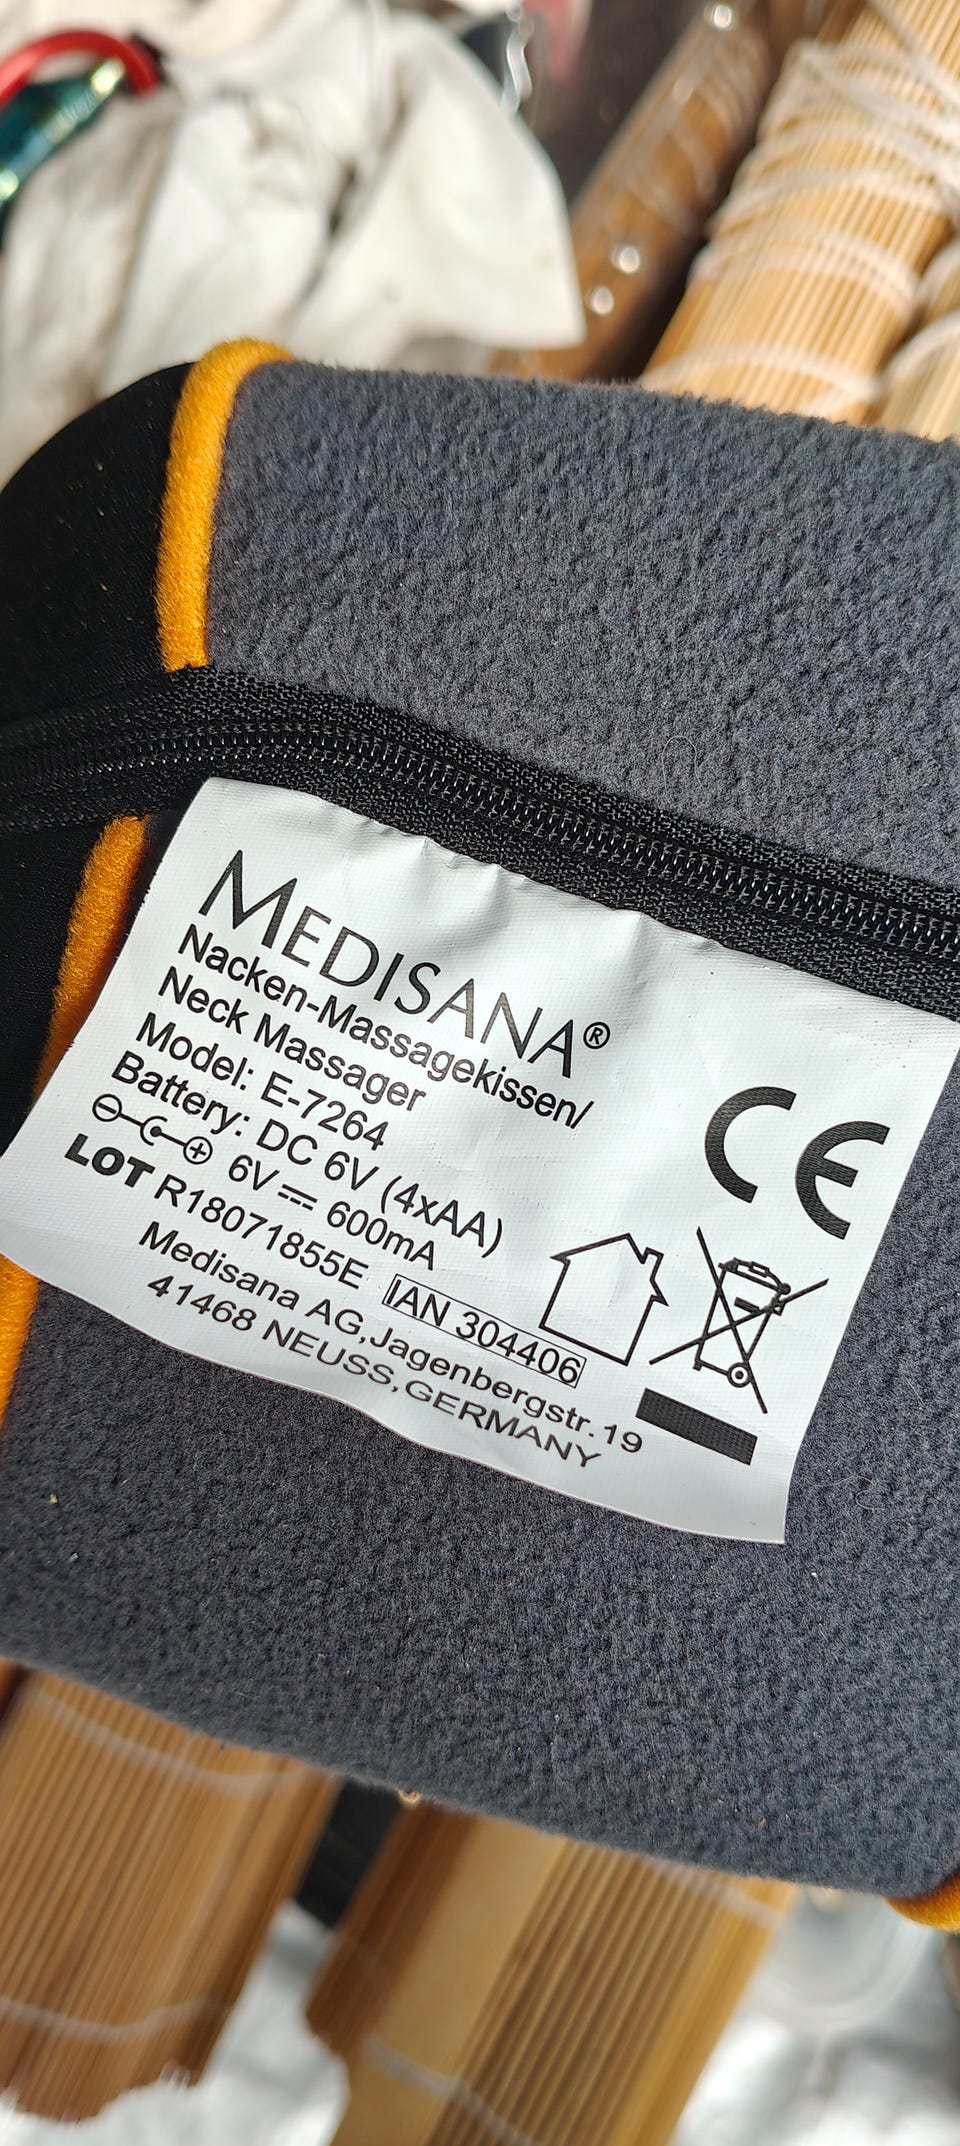 MEDISANA®
Nacken-Massagekissen/
Neck Massager
Model: E-7264
Battery: DC 6V (4xAA)
6V ⎓ 600mA
LOT R18071855E IAN 304406
Medisana AG,Jagenbergstr.19
41468 NEUSS,GERMANY
CE